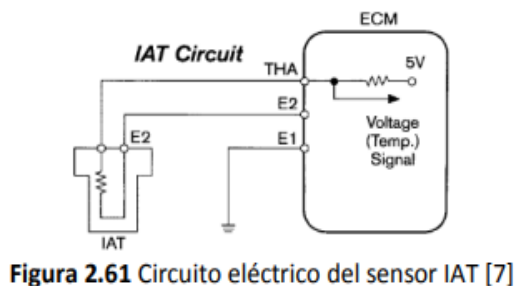 ECM
IAT Circuit
THA
5V
E2
Voltage
(Temp.)
Signal
E1
E2
IAT
Figura 2.61 Circuito eléctrico del sensor IAT [7]